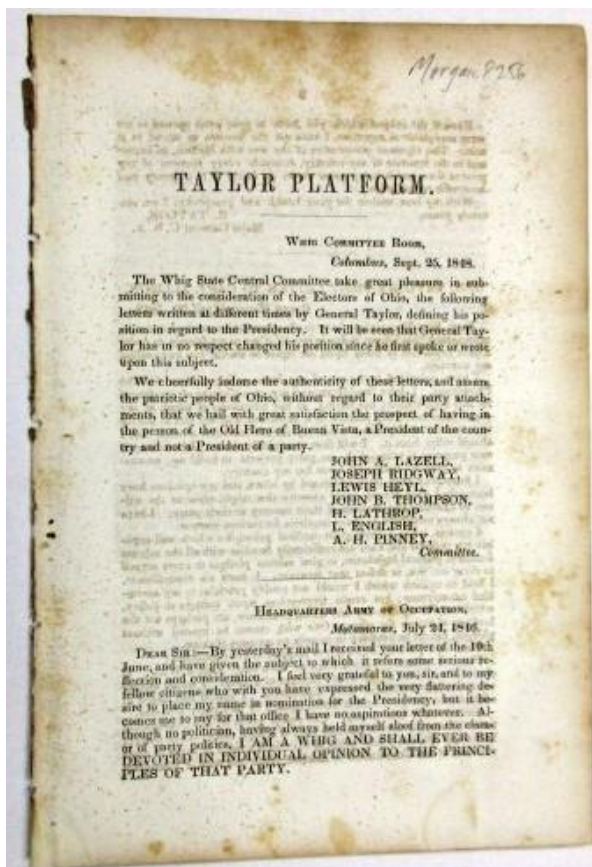 Morgan 8256
TAYLOR PLATFORM.
WHIG COMMITTEE ROOM,
Columbus, Sept. 25, 1848.
The Whig State Central Committee take great pleasure in sub-
mitting to the consideration of the Electors of Ohio, the following
letters written at different times by General Taylor, defining his po-
sition in regard to the Presidency. It will be seen that General Tay-
lor has in no respect changed his position since he first spoke or wrote
upon this subject.
We cheerfully indorse the authenticity of these letters, and assure
the patriotic people of Ohio, without regard to their party attach-
ments, that we hail with great satisfaction the prospect of having in
the person of the Old Hero of Buena Vista, a President of the coun-
try and not a President of a party.
JOHN A. LAZELL,
JOSEPH RIDGWAY,
LEWIS HEYL,
JOHN B. THOMPSON,
H. LATHROP,
L. ENGLISH,
A. H. PINNEY,
Committee.
HEADQUARTERS ARMY OF OCCUPATION,
Matamoras, July 21, 1846.
DEAR SIR:—By yesterday's mail I received your letter of the 19th
June, and have given the subject to which it refers some serious re-
flection and consideration. I feel very grateful to you, sir, and to my
fellow citizens who with you have expressed the very flattering de-
sire to place my name in nomination for the Presidency, but it be-
comes me to say for that office I have no aspirations whatever. Al-
though no politician, having always held myself aloof from the clam-
or of party politics, I AM A WHIG AND SHALL EVER BE
DEVOTED IN INDIVIDUAL OPINION TO THE PRINCI-
PLES OF THAT PARTY.